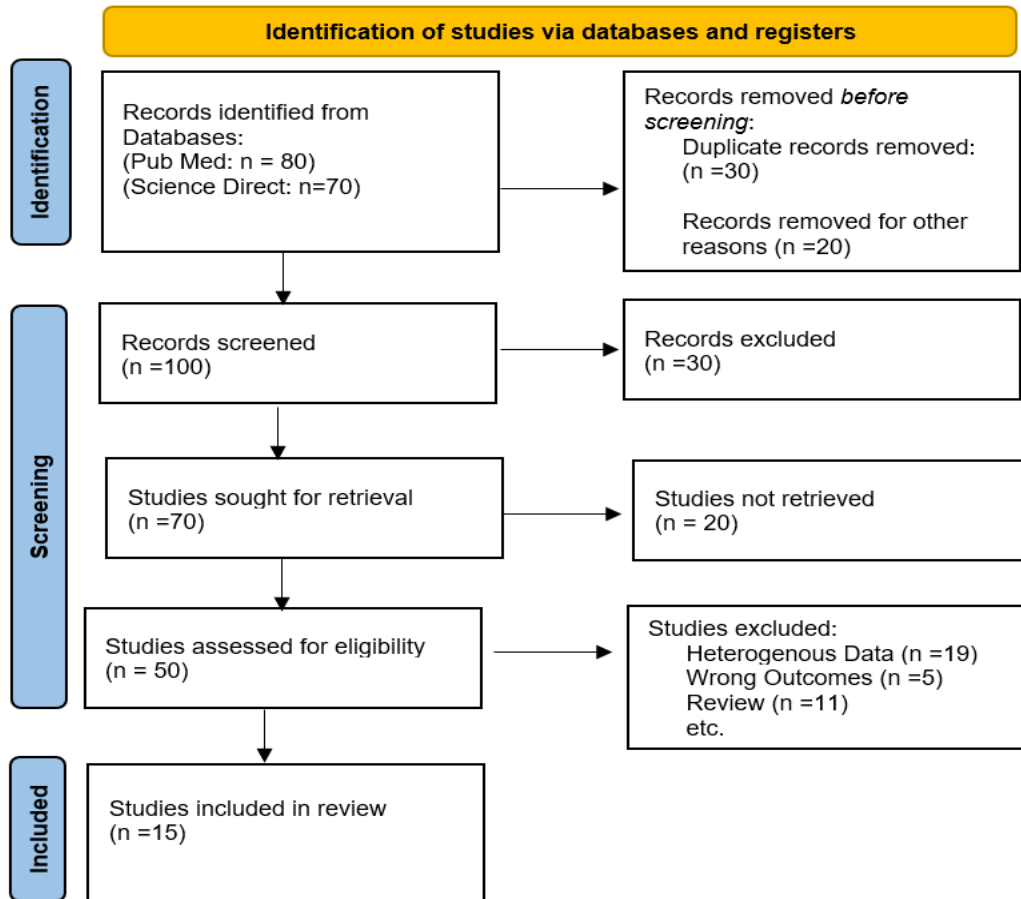 Identification of studies via databases and registers
Identification
Records identified from
Databases:
(Pub Med: n = 80)
(Science Direct: n=70)
Records removed before
screening:
Duplicate records removed:
(n =30)
Records removed for other
reasons (n =20)
Screening
Records screened
(n =100)
Records excluded
(n =30)
Studies sought for retrieval
(n =70)
Studies not retrieved
(n = 20)
Studies assessed for eligibility
(n = 50)
Studies excluded:
Heterogenous Data (n =19)
Wrong Outcomes (n =5)
Review (n =11)
etc.
Included
Studies included in review
(n =15)